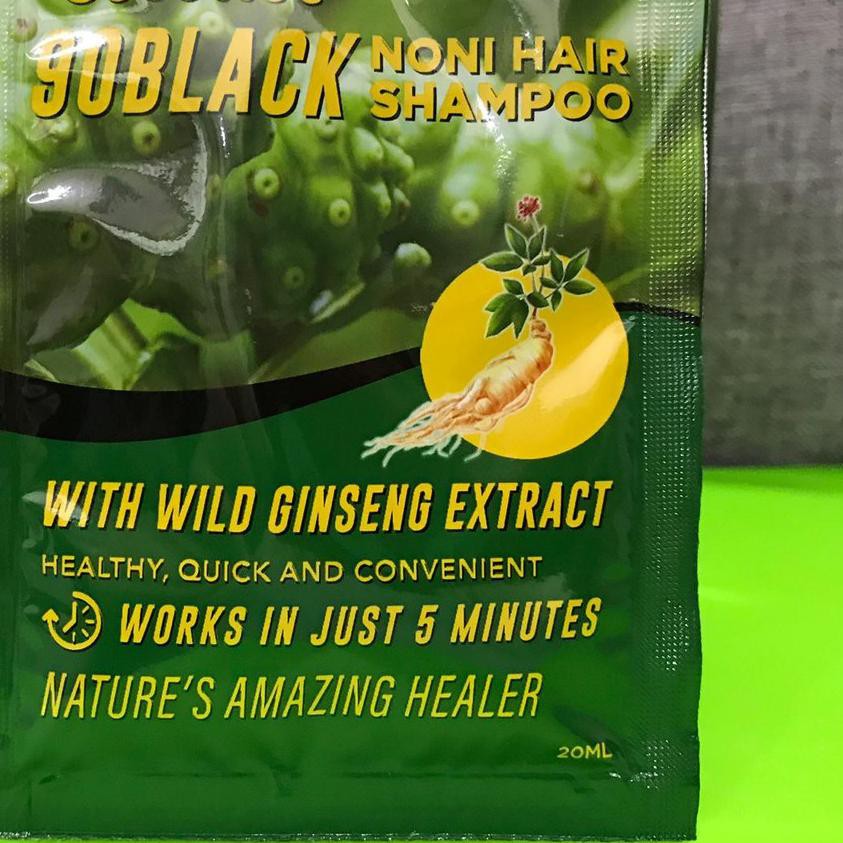 goBLACK NONI HAIR
SHAMPOO
WITH WILD GINSENG EXTRACT
HEALTHY, QUICK AND CONVENIENT
WORKS IN JUST 5 MINUTES
NATURE'S AMAZING HEALER
20ML